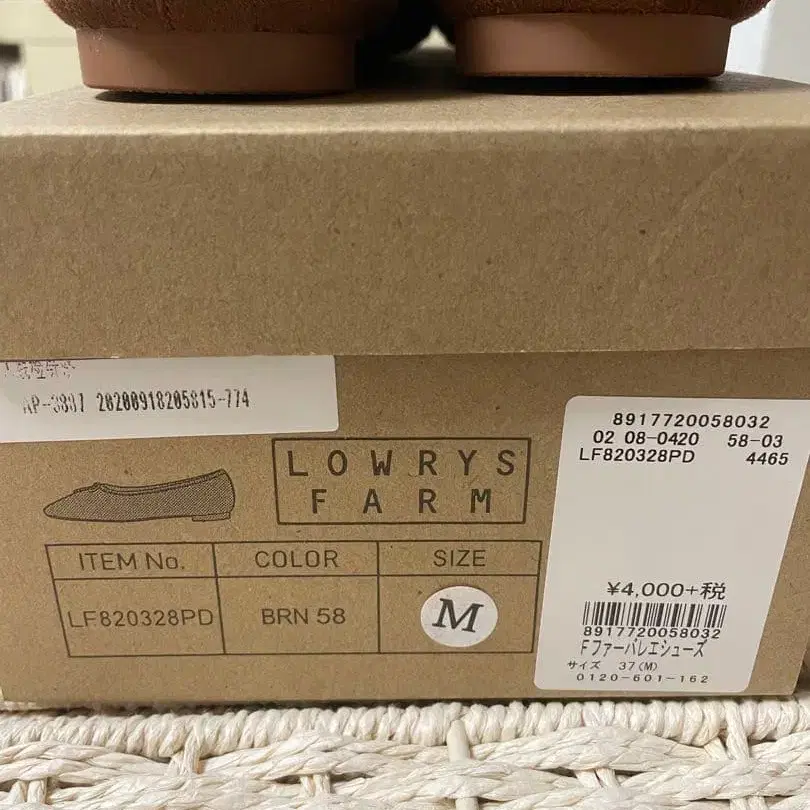 AP-3887 20200918205815-774
LOWRYS
FARM
ITEM No. COLOR SIZE
LF820328PD BRN 58 M
8917720058032
02 08-0420 58-03
LF820328PD 4465
¥4,000+税
8917720058032
Fファーバレエシューズ
サイズ 37(M)
0120-601-162